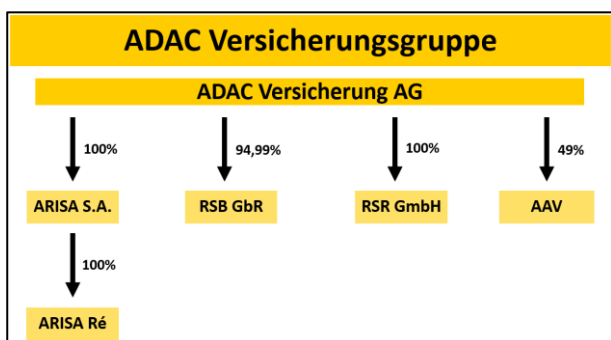 ADAC Versicherungsgruppe
ADAC Versicherung AG
100% 94,99% 100% 49%
ARISA S.A. RSB GbR RSR GmbH AAV
100%
ARISA Ré